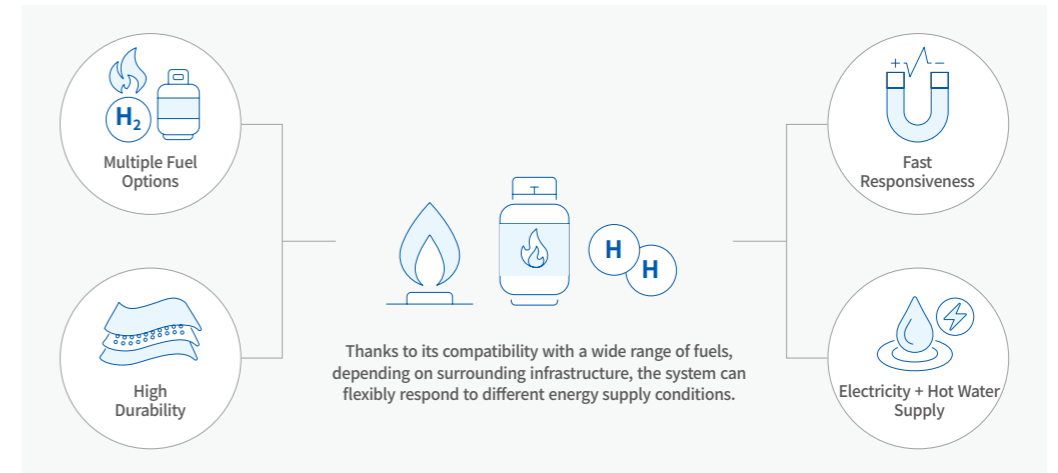 H₂
Multiple Fuel
Options
High
Durability
H
H
Thanks to its compatibility with a wide range of fuels,
depending on surrounding infrastructure, the system can
flexibly respond to different energy supply conditions.
+ −
Fast
Responsiveness
Electricity + Hot Water
Supply